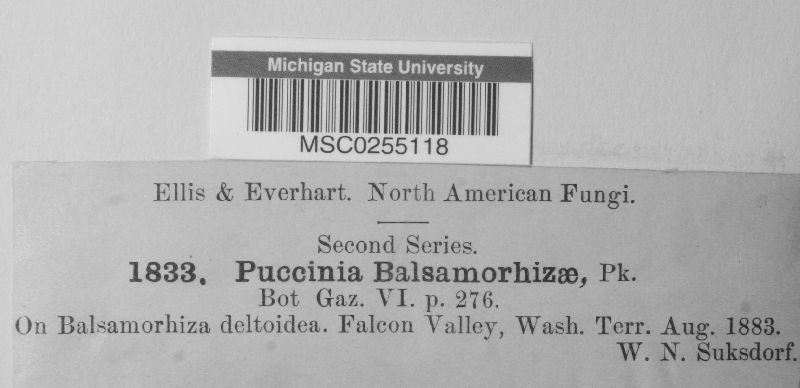 Michigan State University
MSC0255118
Ellis & Everhart. North American Fungi.
Second Series.
1833. Puccinia Balsamorhizæ, Pk.
Bot Gaz. VI. p. 276.
On Balsamorhiza deltoidea. Falcon Valley, Wash. Terr. Aug. 1883.
W. N. Suksdorf.